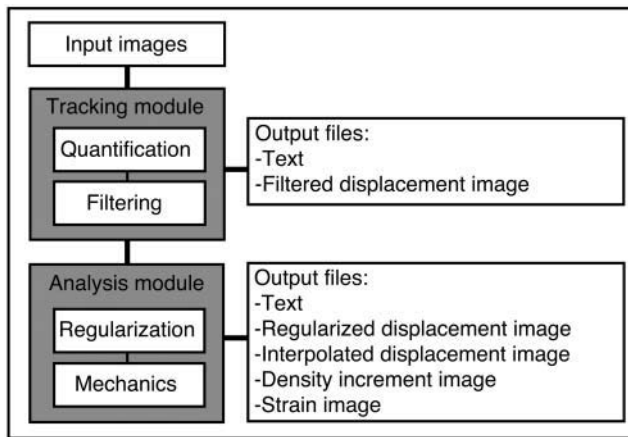 Input images
Tracking module
Quantification
Filtering
Output files:
-Text
-Filtered displacement image
Analysis module
Regularization
Mechanics
Output files:
-Text
-Regularized displacement image
-Interpolated displacement image
-Density increment image
-Strain image